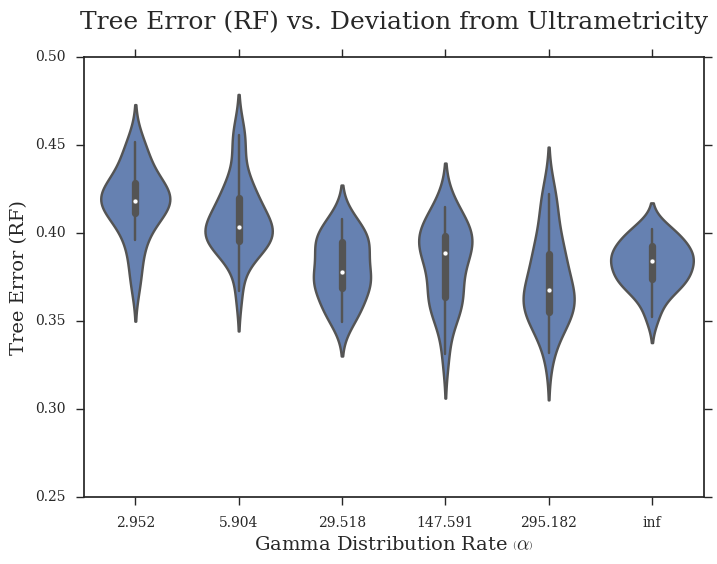 Tree Error (RF) vs. Deviation from Ultrametricity
0.50
0.45
0.40
0.35
0.30
0.25
Tree Error (RF)
2.952 5.904 29.518 147.591 295.182 inf
Gamma Distribution Rate (α)